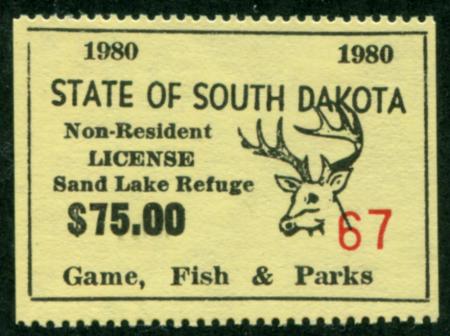 1980 1980
STATE OF SOUTH DAKOTA
Non-Resident
LICENSE
Sand Lake Refuge
$75.00
67
Game, Fish & Parks